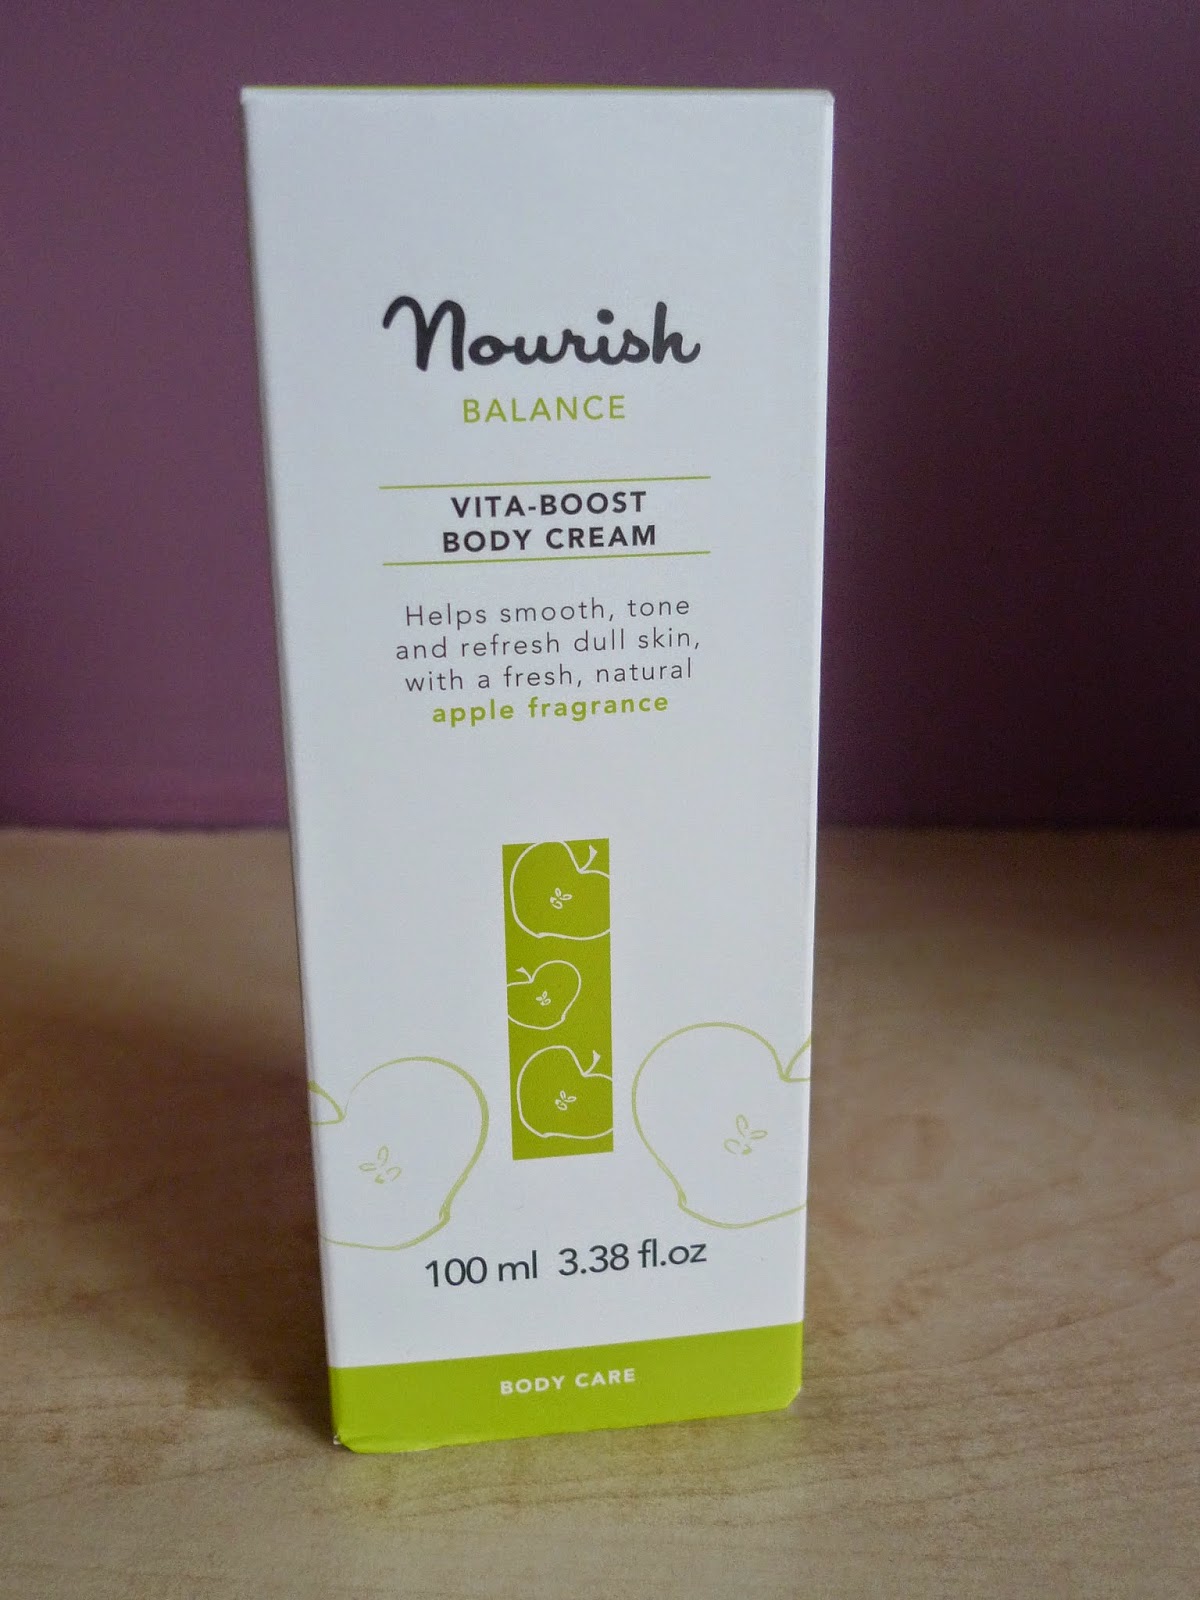 Nourish
BALANCE
VITA-BOOST
BODY CREAM
Helps smooth, tone
and refresh dull skin,
with a fresh, natural
apple fragrance
100 ml 3.38 fl.oz
BODY CARE